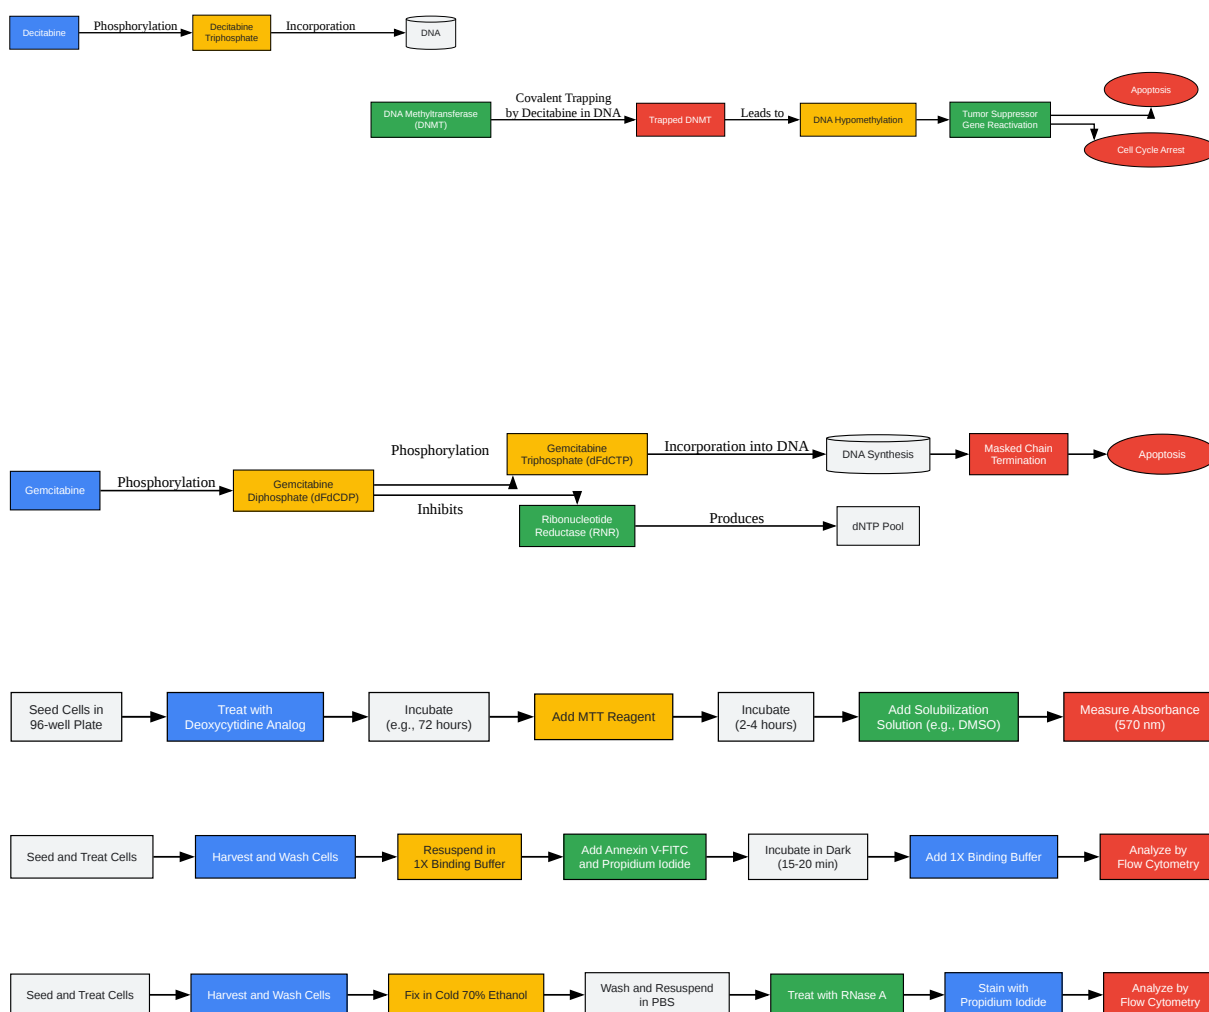 Decitabine
Phosphorylation
Decitabine
Triphosphate
Incorporation
DNA
DNA Methyltransferase
(DNMT)
Covalent Trapping
by Decitabine in DNA
Trapped DNMT
Leads to
DNA Hypomethylation
Tumor Suppressor
Gene Reactivation
Apoptosis
Cell Cycle Arrest
Gemcitabine
Phosphorylation
Gemcitabine
Diphosphate (dFdCDP)
Phosphorylation
Inhibits
Gemcitabine
Triphosphate (dFdCTP)
Incorporation into DNA
DNA Synthesis
Masked Chain
Termination
Apoptosis
Ribonucleotide
Reductase (RNR)
Produces
dNTP Pool
Seed Cells in
96-well Plate
Treat with
Deoxycytidine Analog
Incubate
(e.g., 72 hours)
Add MTT Reagent
Incubate
(2-4 hours)
Add Solubilization
Solution (e.g., DMSO)
Measure Absorbance
(570 nm)
Seed and Treat Cells
Harvest and Wash Cells
Resuspend in
1X Binding Buffer
Add Annexin V-FITC
and Propidium Iodide
Incubate in Dark
(15-20 min)
Add 1X Binding Buffer
Analyze by
Flow Cytometry
Seed and Treat Cells
Harvest and Wash Cells
Fix in Cold 70% Ethanol
Wash and Resuspend
in PBS
Treat with RNase A
Stain with
Propidium Iodide
Analyze by
Flow Cytometry